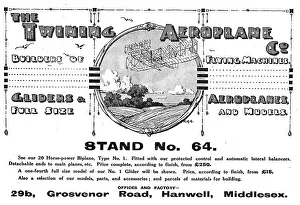 THE TWINING AEROPLANE CO
BUILDERS OF FLYING MACHINES.
GLIDERS & AEROPLANES,
FULL SIZE AND MODELS.
STAND No. 64.
See our 20 Horse-power Biplane, Type No. 1. Fitted with our protected control and automatic lateral balancers.
Detachable ends to main planes, etc. Price complete, according to finish, from £250.
A one-fourth full size model of our No. 1 Glider will be shown. Price, according to finish, from £15.
Also a selection of our models, parts, and accessories; and parcels of materials for building.
OFFICES AND FACTORY—
29b, Grosvenor Road, Hanwell, Middlesex.